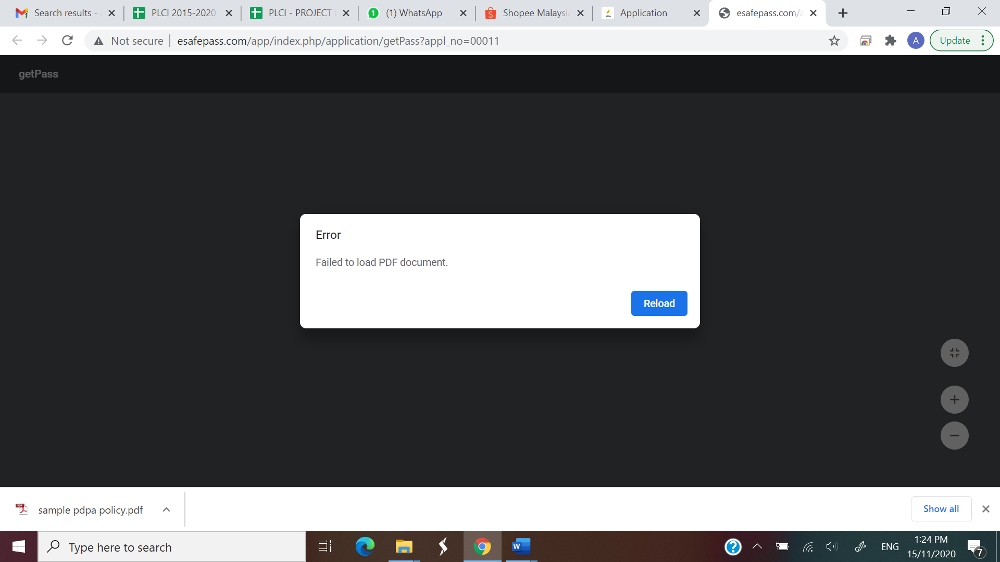 Search results -
PLCI 2015-2020
PLCI - PROJECT
(1) WhatsApp
Shopee Malaysia
Application
esafepass.com/a
Not secure
esafepass.com/app/index.php/application/getPass?appl_no=00011
A
Update
getPass
Error
Failed to load PDF document.
Reload
sample pdpa policy.pdf
Show all
Type here to search
ENG
1:24 PM
15/11/2020
7